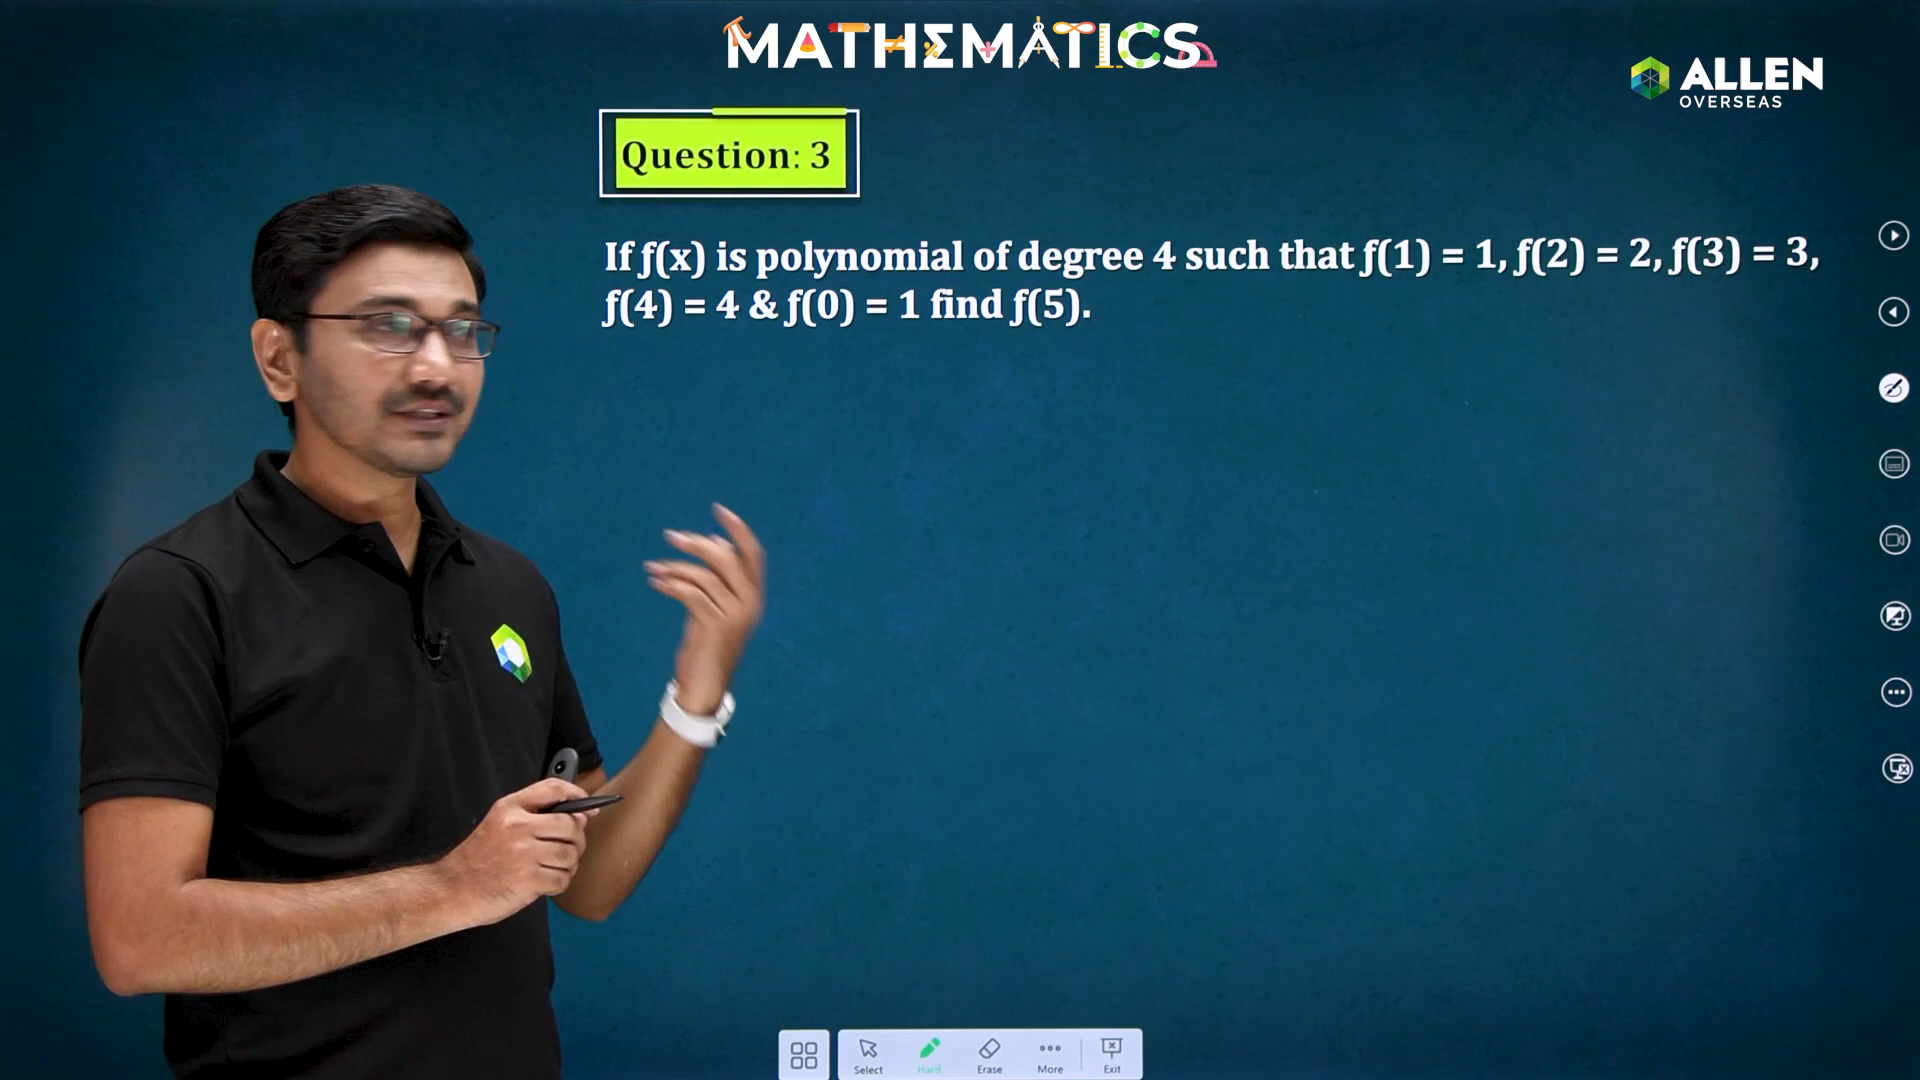 MATHEMATICS
ALLEN
OVERSEAS
Question: 3
If f(x) is polynomial of degree 4 such that f(1) = 1, f(2) = 2, f(3) = 3,
f(4) = 4 & f(0) = 1 find f(5).
Select
Hard
Erase
More
Exit